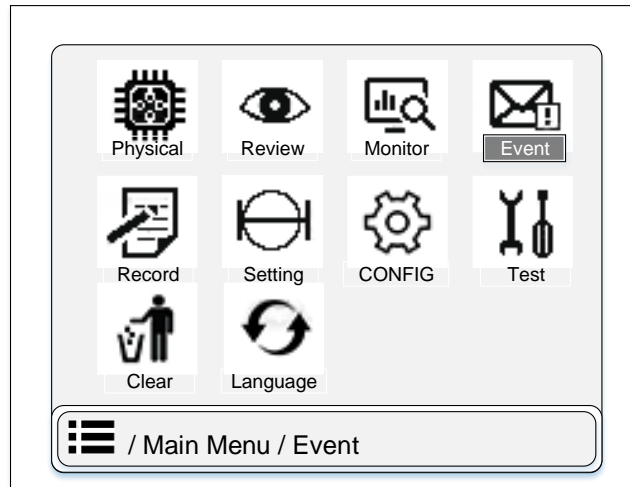 Physical Review Monitor Event
Record Setting CONFIG Test
Clear Language
/ Main Menu / Event